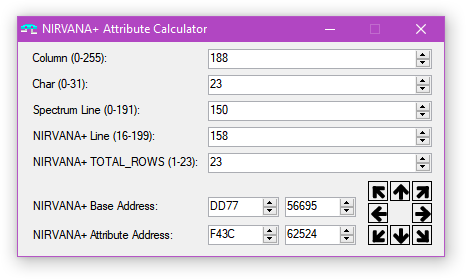 NIRVANA+ Attribute Calculator
Column (0-255): 188
Char (0-31): 23
Spectrum Line (0-191): 150
NIRVANA+ Line (16-199): 158
NIRVANA+ TOTAL_ROWS (1-23): 23
NIRVANA+ Base Address: DD77 56695
NIRVANA+ Attribute Address: F43C 62524